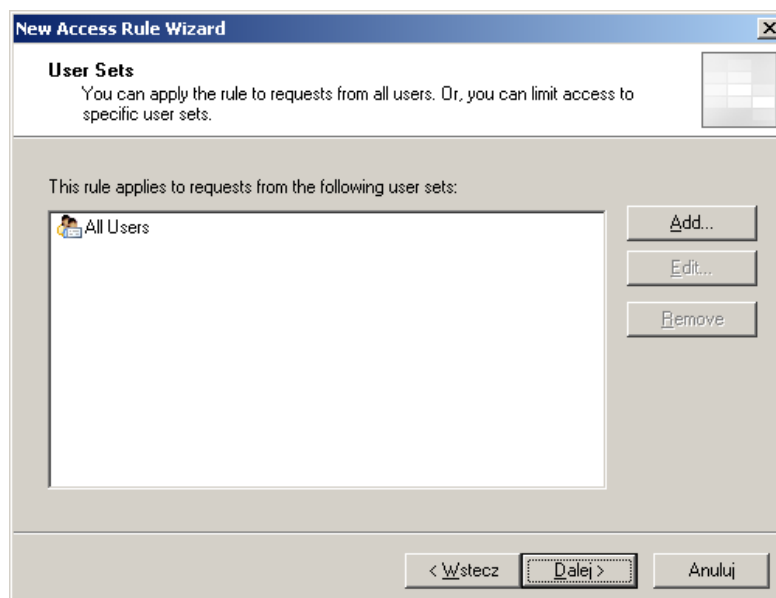 New Access Rule Wizard
User Sets
You can apply the rule to requests from all users. Or, you can limit access to
specific user sets.
This rule applies to requests from the following user sets:
All Users
Add...
Edit...
Remove
< Wstecz
Dalej >
Anuluj